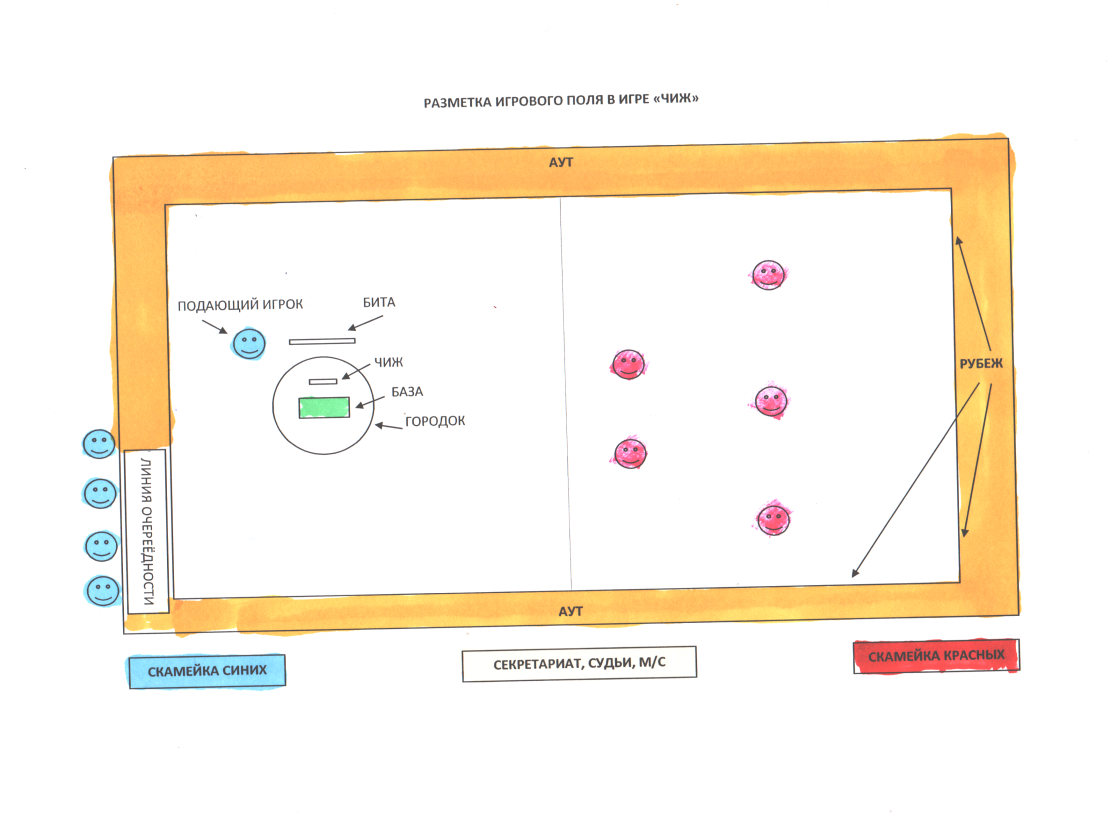 РАЗМЕТКА ИГРОВОГО ПОЛЯ В ИГРЕ «ЧИЖ»
АУТ
ПОДАЮЩИЙ ИГРОК
БИТА
ЧИЖ
БАЗА
ГОРОДОК
РУБЕЖ
ЛИНИЯ ОЧЕРЕЁДНОСТИ
АУТ
СКАМЕЙКА СИНИХ
СЕКРЕТАРИАТ, СУДЬИ, М/С
СКАМЕЙКА КРАСНЫХ